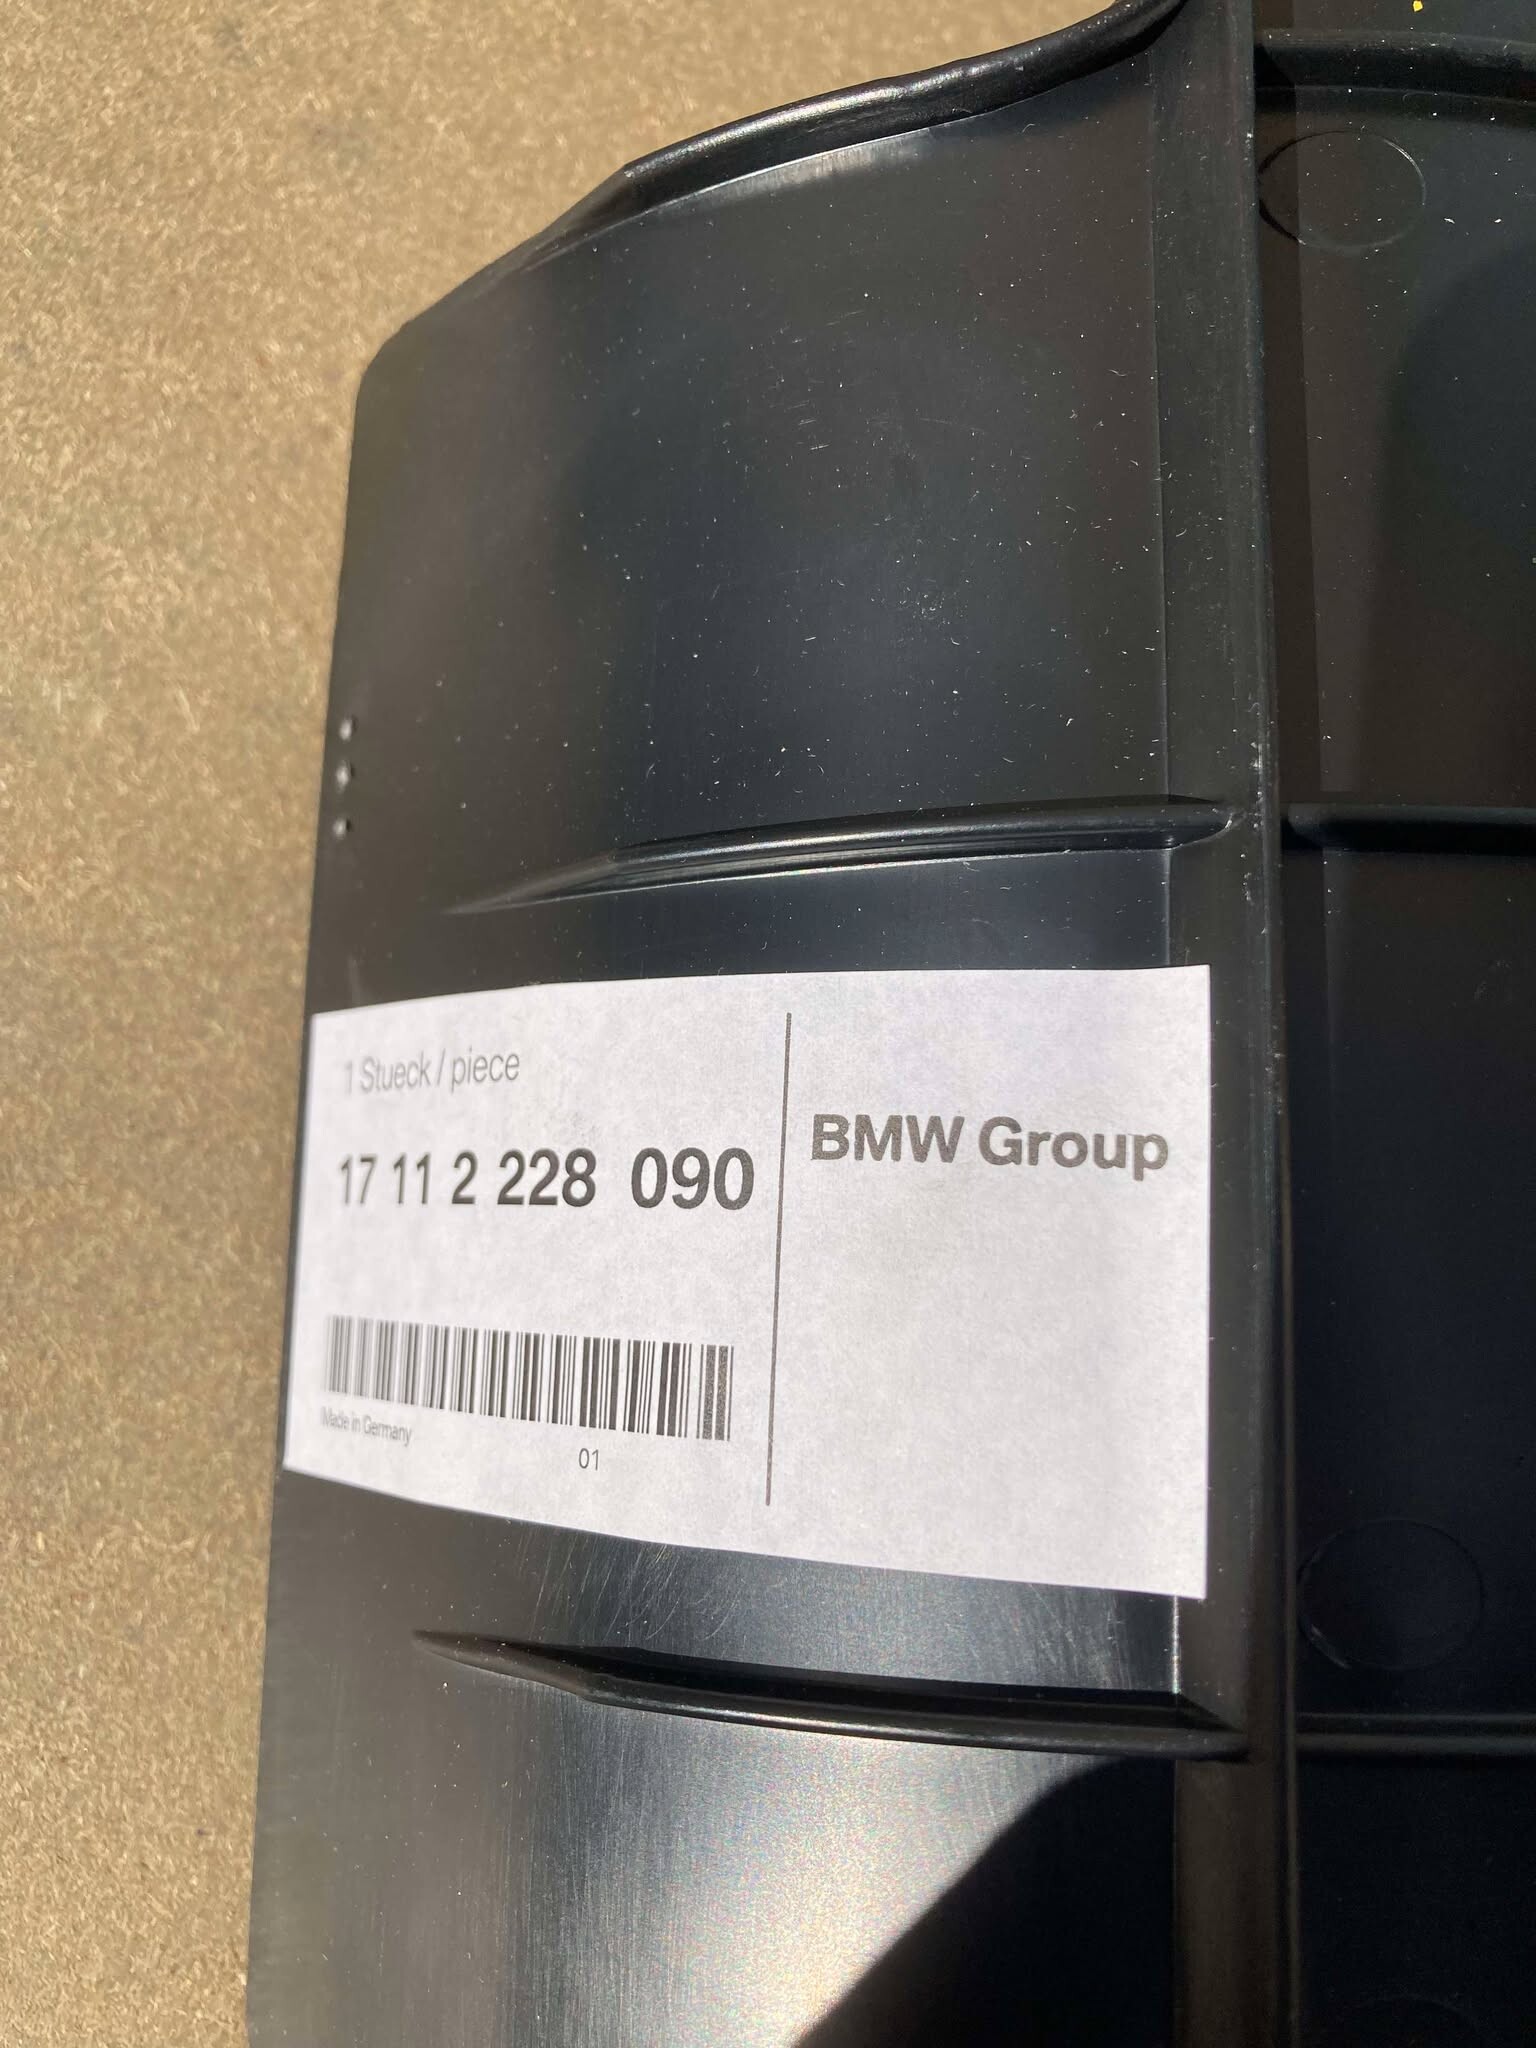 1 Stueck / piece
17 11 2 228 090
BMW Group
Made in Germany
01